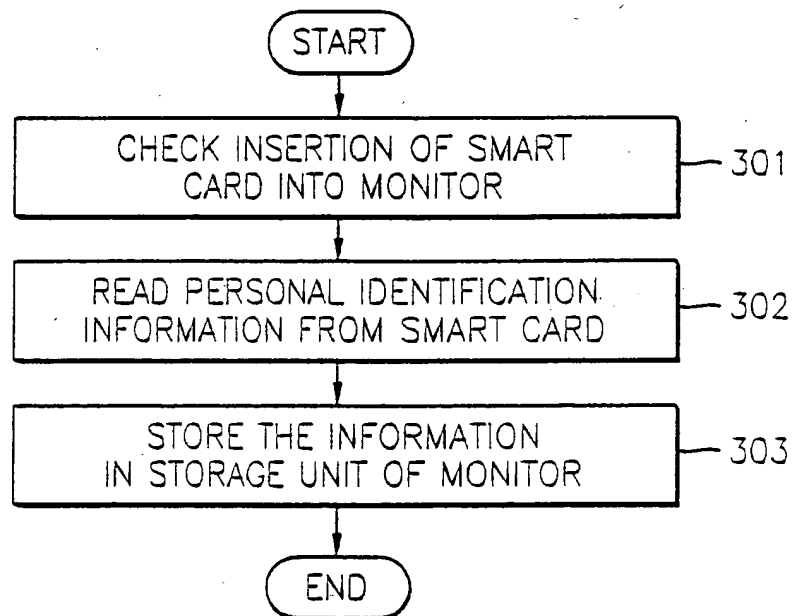 START
CHECK INSERTION OF SMART
CARD INTO MONITOR
301
READ PERSONAL IDENTIFICATION
INFORMATION FROM SMART CARD
302
STORE THE INFORMATION
IN STORAGE UNIT OF MONITOR
303
END